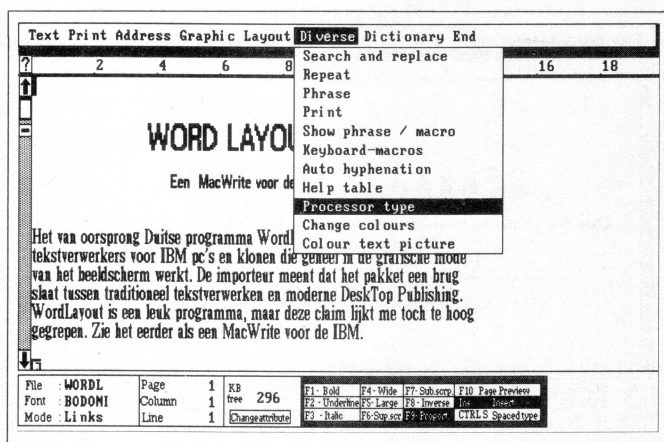 Text Print Address Graphic Layout Diverse Dictionary End
? 2 4 6 8 16 18
Search and replace
Repeat
Phrase
Print
Show phrase / macro
Keyboard-macros
Auto hyphenation
Help table
Processor type
Change colours
Colour text picture
WORD LAYOU
Een MacWrite voor de
Het van oorsprong Duitse programma Wordl
tekstverwerkers voor IBM pc's en klonen die geheel in de grafische mode
van het beeldscherm werkt. De importeur meent dat het pakket een brug
slaat tussen traditioneel tekstverwerken en moderne DeskTop Publishing.
WordLayout is een leuk programma, maar deze claim lijkt me toch te hoog
gegrepen. Zie het eerder als een MacWrite voor de IBM.
File : WORDL Page 1 KB
Font : BODONI Column 1 free 296
Mode : Links Line 1 Changeattribute
F1 - Bold F4 - Wide F7 - Sub.scrp. F10 Page Preview
F2 - Underline F5 - Large F8 - Inverse Ins Insert
F3 - Italic F6-Sup.scr. F9-Proport. CTRL S Spacedtype